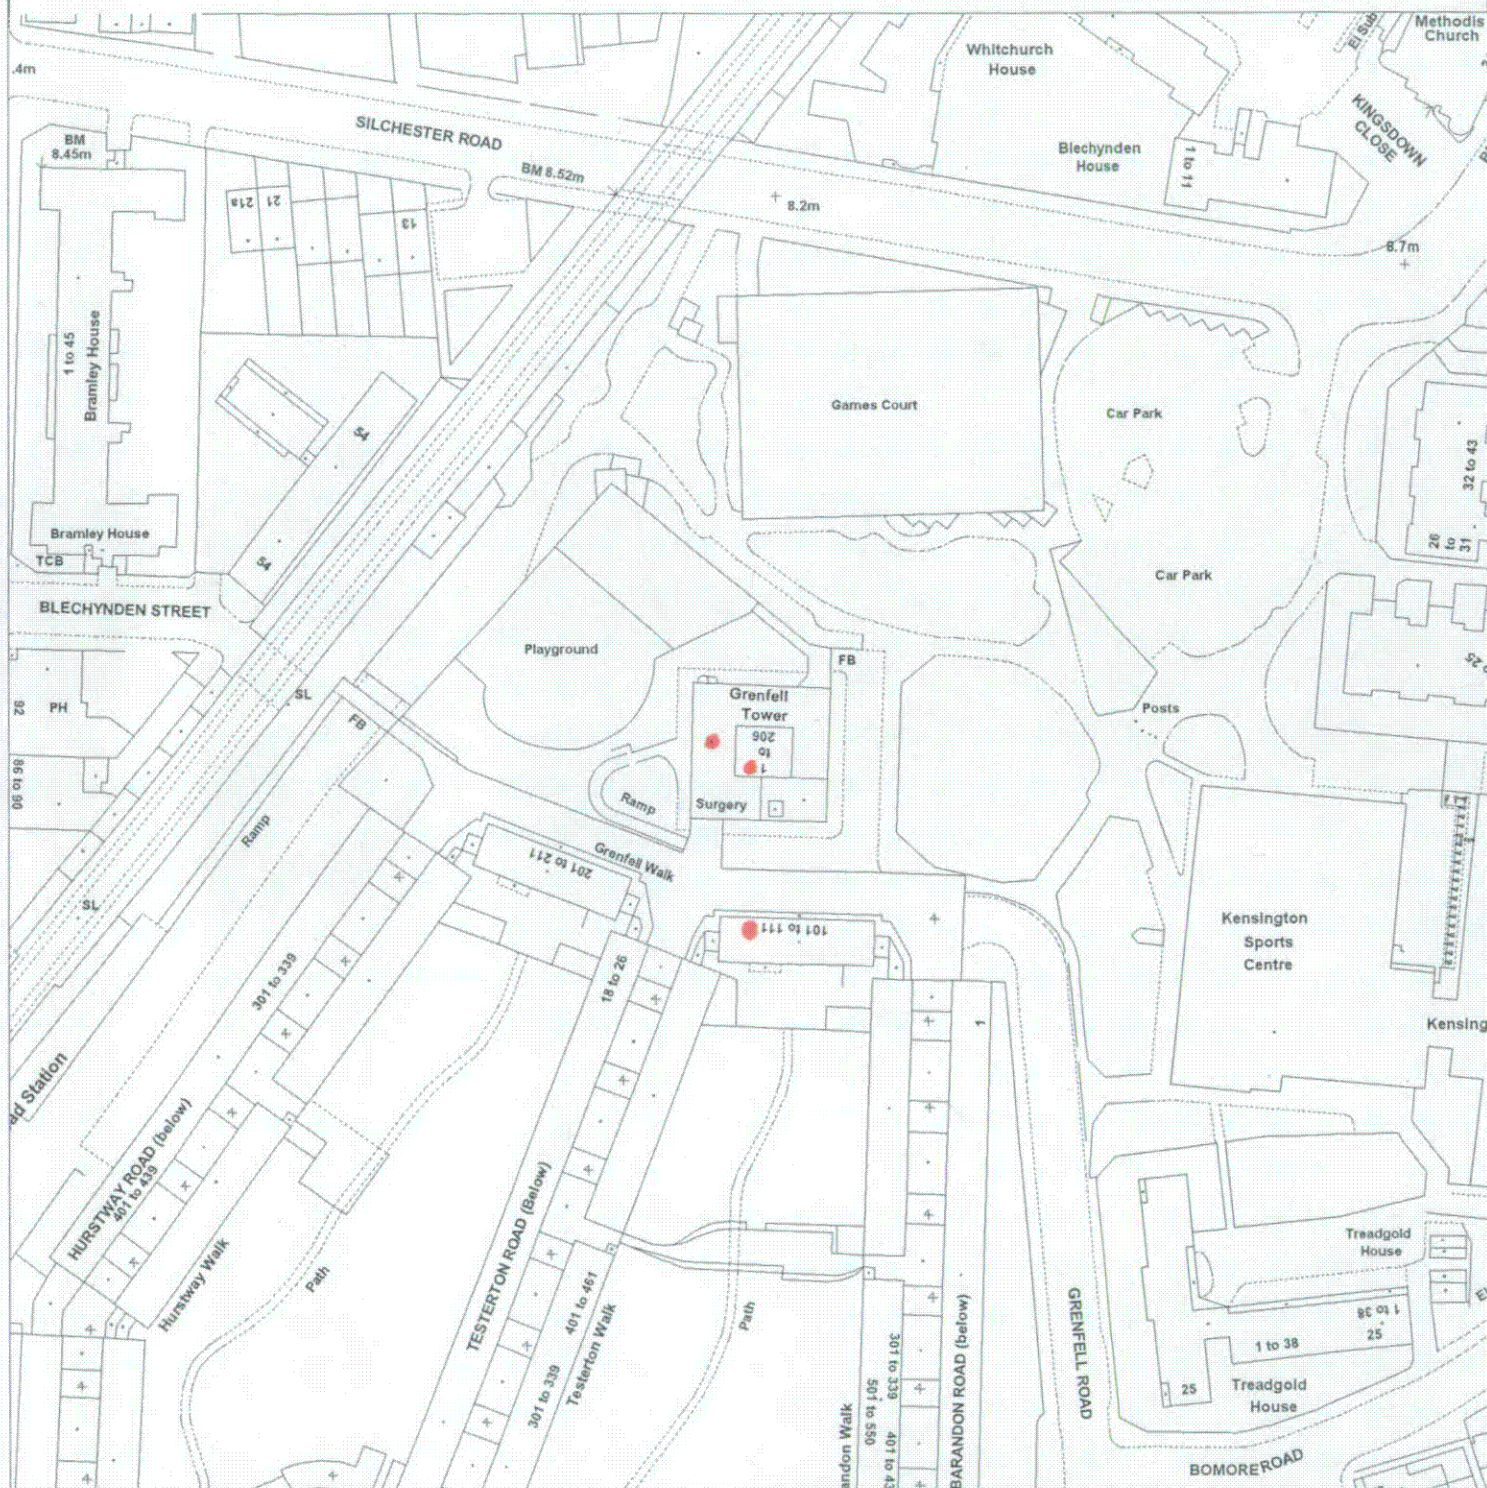 Methodis
Church
El Sub
Whitchurch
House
.4m
KINGSDOWN
CLOSE
SILCHESTER ROAD
BM
8.45m
Blechynden
House
1 to 11
BM 8.52m
21a
21
13
8.2m
8.7m
1 to 45
Bramley House
Games Court
Car Park
54
32 to 43
Bramley House
26
to
31
TCB
54
Car Park
BLECHYNDEN STREET
Playground
FB
25
SL
Grenfell
Tower
92
PH
FB
Posts
1
to
206
86 to 90
Ramp
Surgery
Ramp
Grenfell Walk
201 to 211
SL
101 to 111
Kensington
Sports
Centre
301 to 339
18 to 26
1
Kensing
ad Station
HURSTWAY ROAD (below)
401 to 439
TESTERTON ROAD (Below)
Hurstway Walk
Path
Treadgold
House
401 to 461
Testerton Walk
Path
GRENFELL ROAD
1 to 38
25
1 to 38
301 to 339
301 to 339
501 to 550
BARANDON ROAD (below)
25
Treadgold
House
andon Walk
401 to 43
BOMORE ROAD